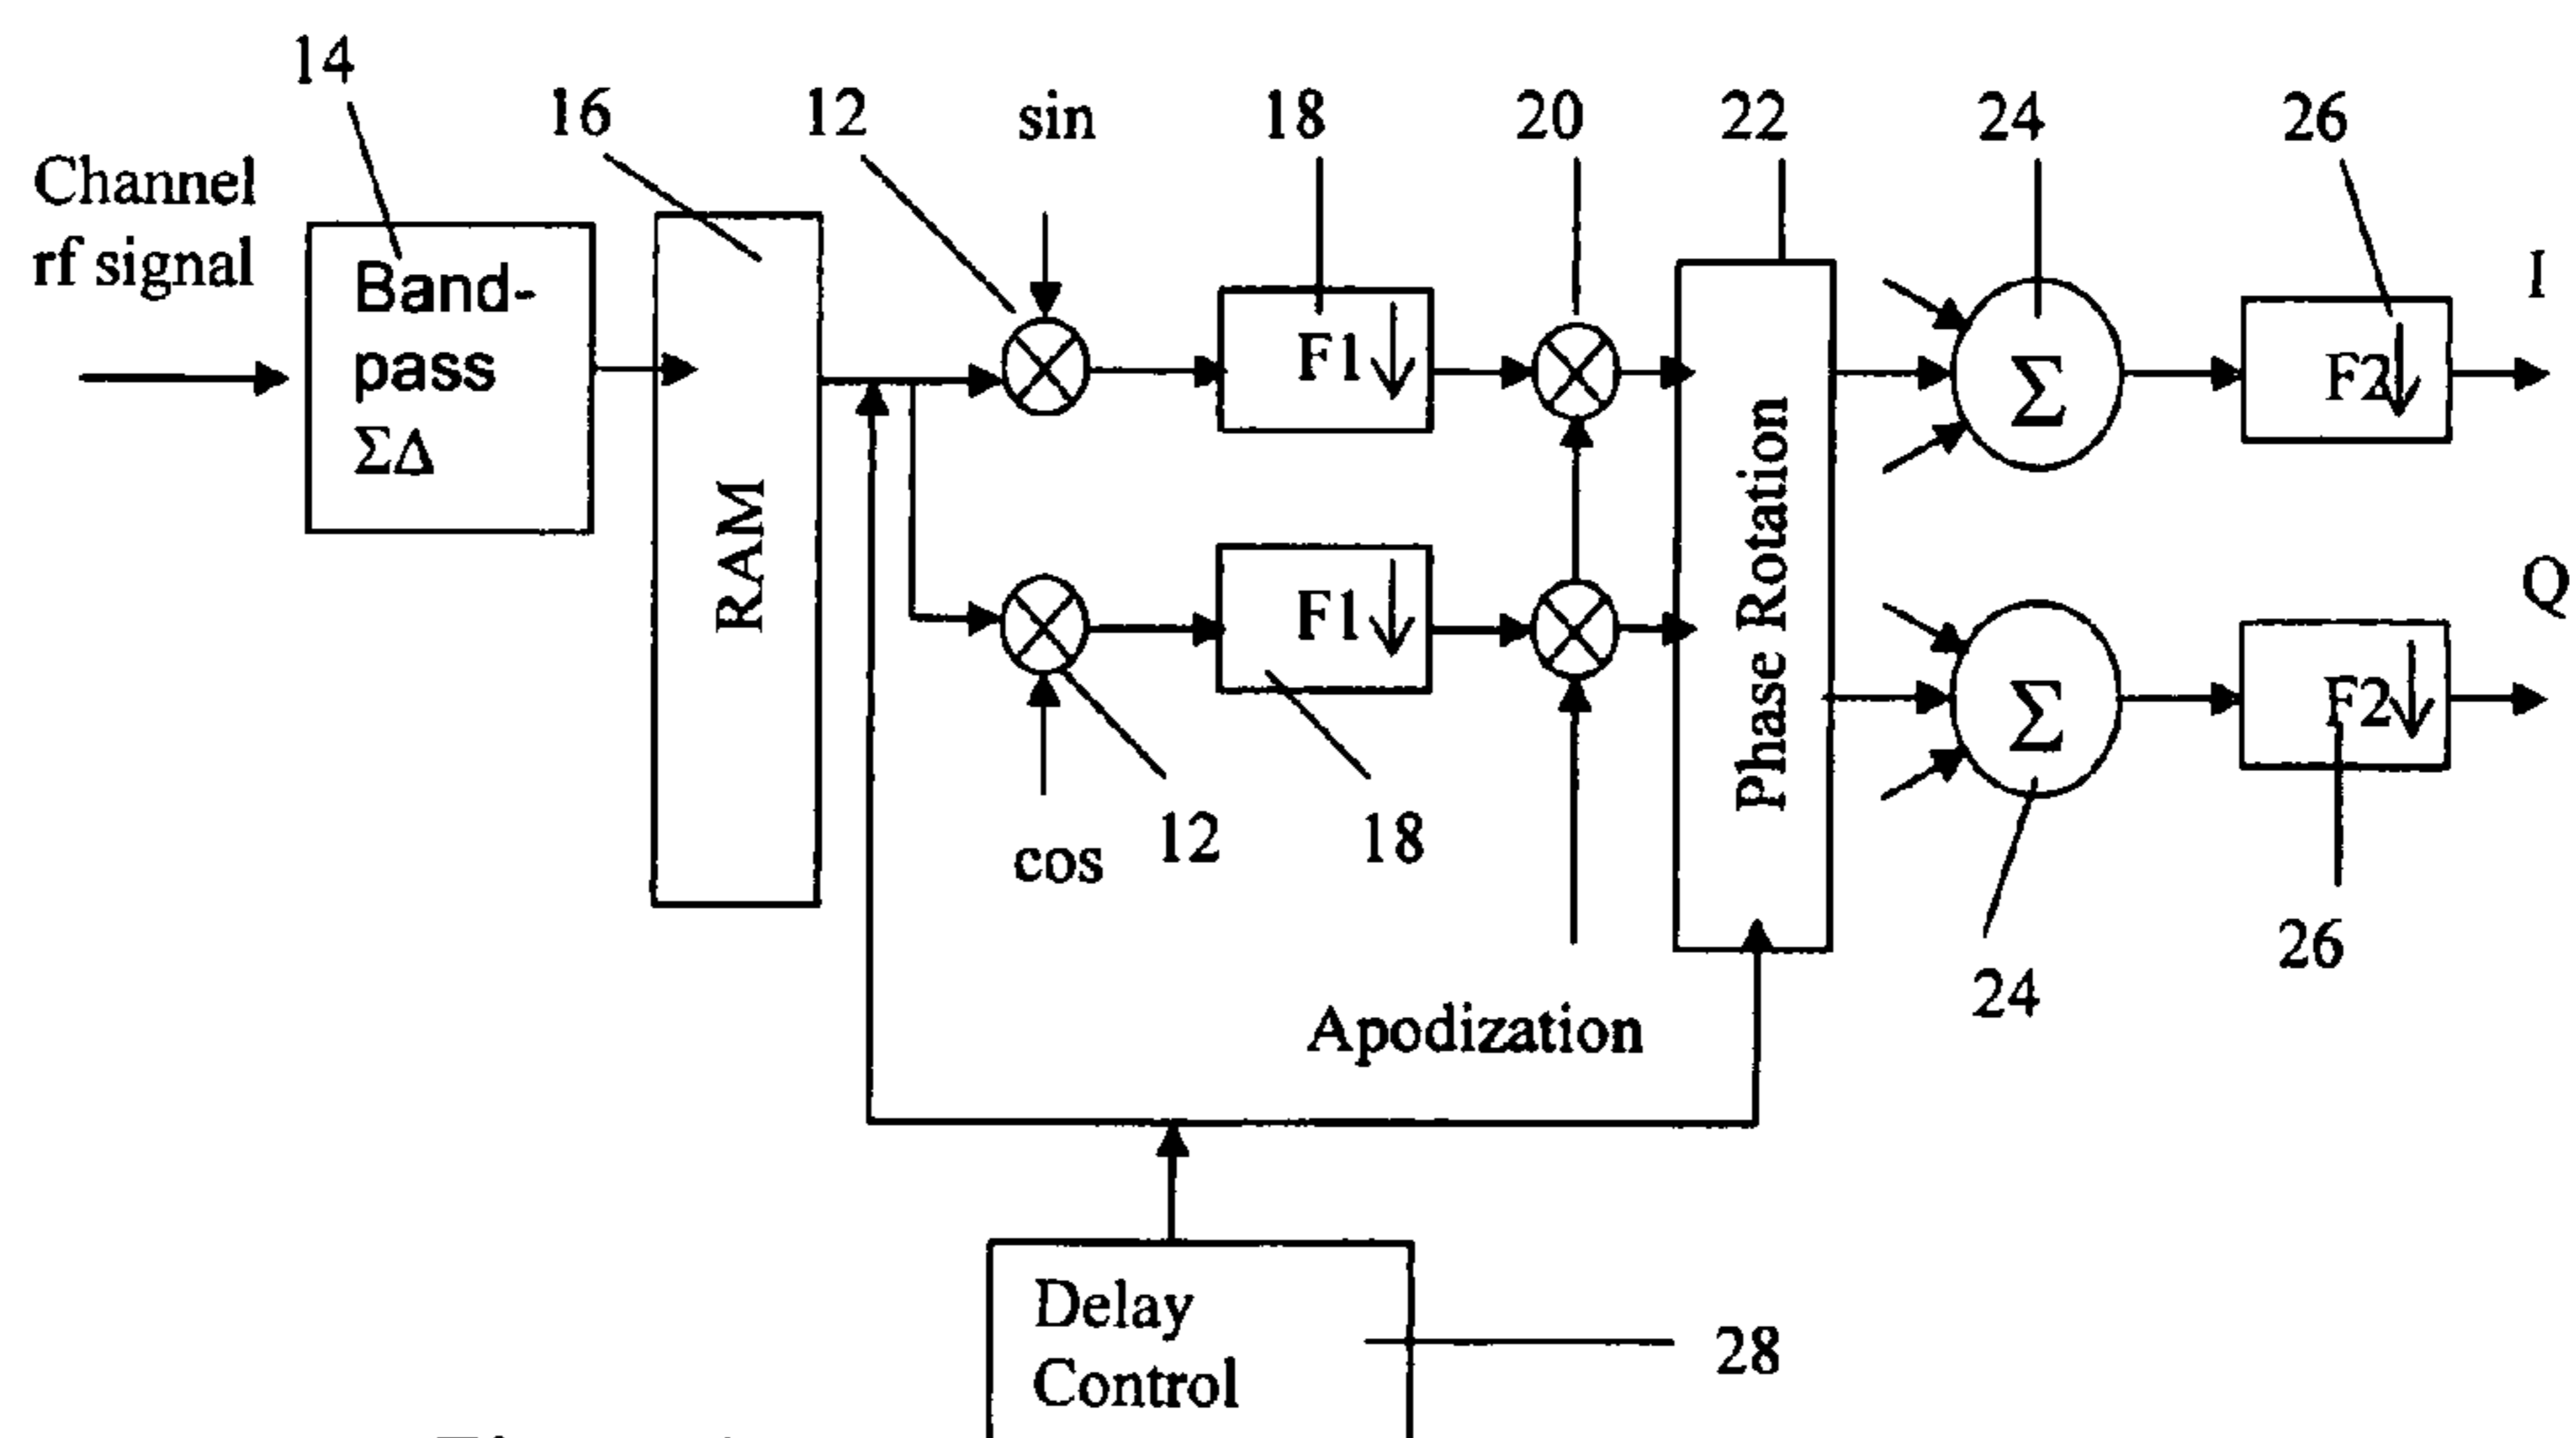 14
16
12
sin
18
20
22
24
26
Channel
rf signal
Band-
pass
ΣΔ
RAM
F1
Phase Rotation
Σ
F2
I
F1
Σ
F2
Q
cos
12
18
24
26
Apodization
Delay
Control
28